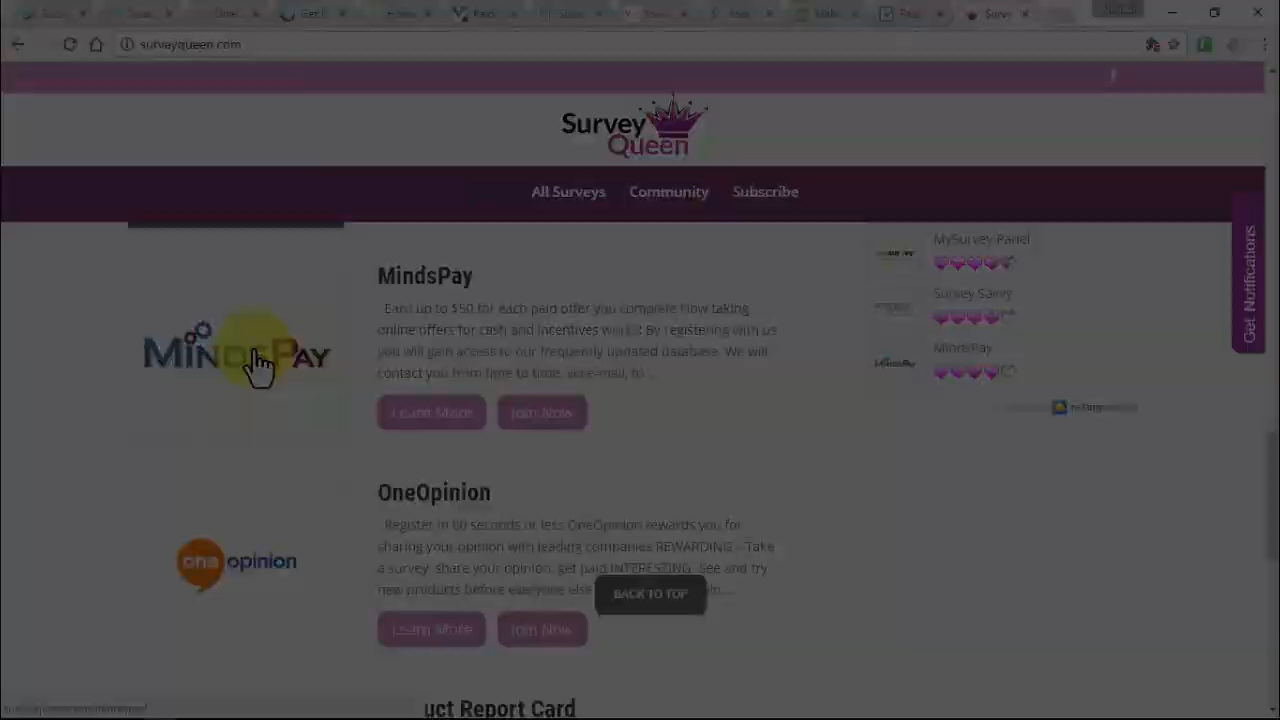 surveyqueen.com
Survey
Queen
All Surveys Community Subscribe
Get Notifications
MySurvey Panel
Survey Savvy
MindsPay
MindsPay
Earn up to $50 for each paid offer you complete How taking
online offers for cash and incentives work: By registering with us
you will gain access to our frequently updated database. We will
contact you from time to time, via e-mail, to ...
MINDSPAY
Learn More Join Now
OneOpinion
Register in 60 seconds or less OneOpinion rewards you for
sharing your opinion with leading companies REWARDING – Take
a survey, share your opinion, get paid INTERESTING
See and try
new products before everyone else
one opinion
BACK TO TOP
Learn More Join Now
uct Report Card